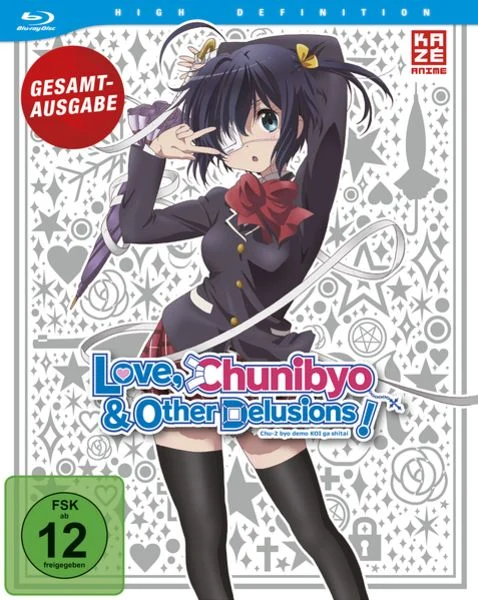 Blu-ray Disc
HIGH DEFINITION
KAZÉ
ANIME
GESAMT-
AUSGABE
Love, Chunibyo
& Other Delusions!
Chu-2 byo demo KOI ga shitai
FSK
ab
12
freigegeben